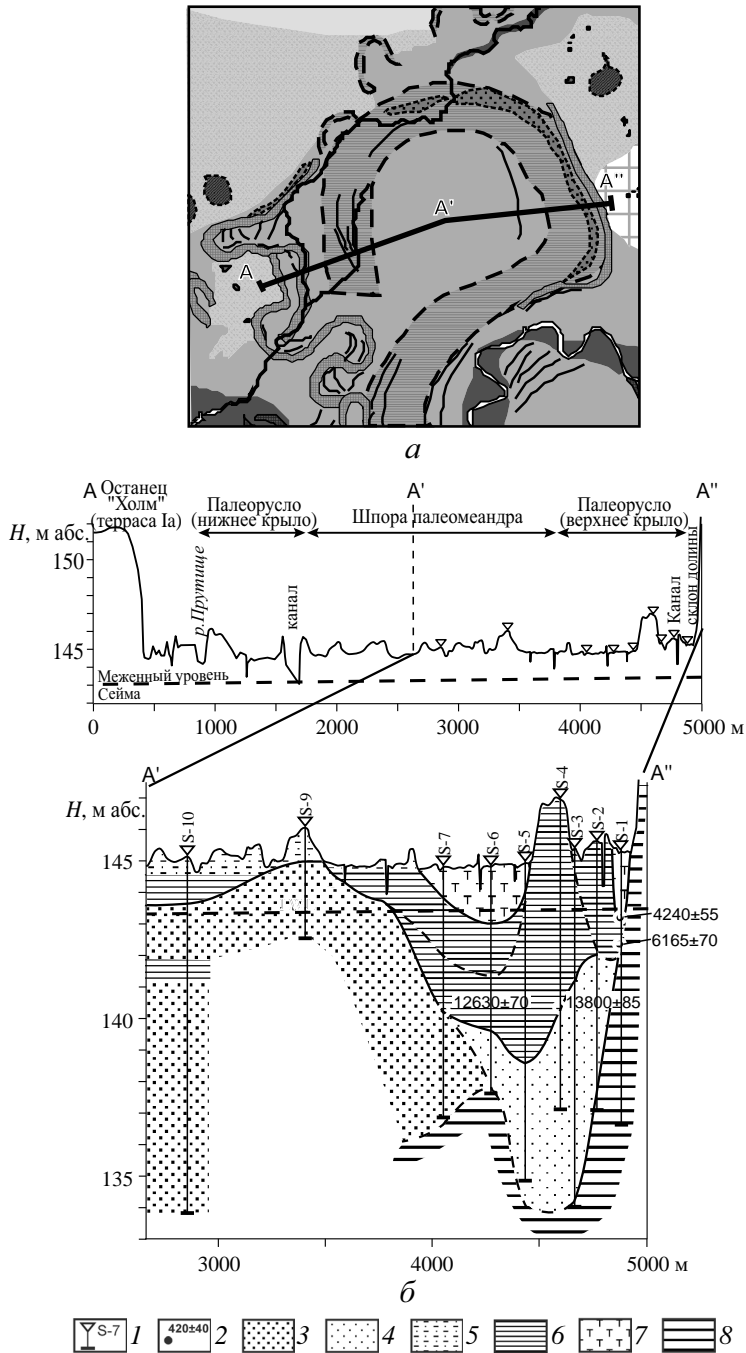 A
A'
A''
а
A Останец "Холм" (терраса Ia)
A'
A''
Палеорусло (нижнее крыло)
Шпора палеомеандра
Палеорусло (верхнее крыло)
H, м абс.
150
145
р.Прутище
канал
Канал
склон долины
Меженный уровень
Сейма
0 1000 2000 3000 4000 5000 м
A'
A''
H, м абс.
145
140
135
S-10
S-9
S-7
S-6
S-5
S-4
S-3
S-2
S-1
4240±55
6165±70
12630±70
13800±85
3000 4000 5000 м
б
S-7 1 420±40 2 3 4 5 6 7 8